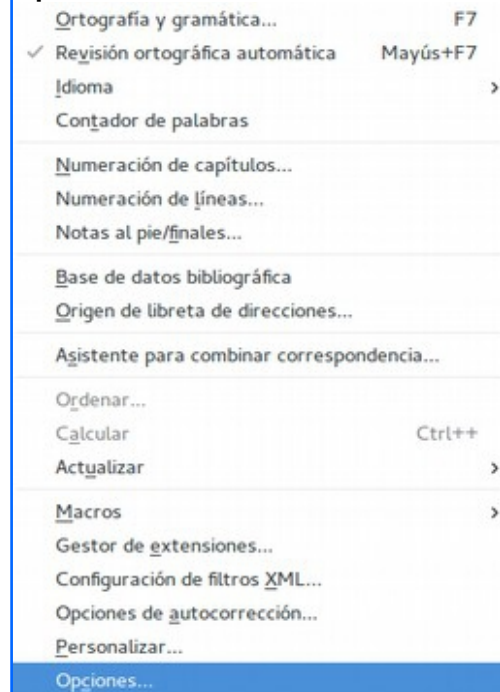 Ortografía y gramática... F7
✓ Revisión ortográfica automática Mayús+F7
Idioma >
Contador de palabras
Numeración de capítulos...
Numeración de líneas...
Notas al pie/finales...
Base de datos bibliográfica
Origen de libreta de direcciones...
Asistente para combinar correspondencia...
Ordenar...
Calcular Ctrl++
Actualizar >
Macros >
Gestor de extensiones...
Configuración de filtros XML...
Opciones de autocorrección...
Personalizar...
Opciones...